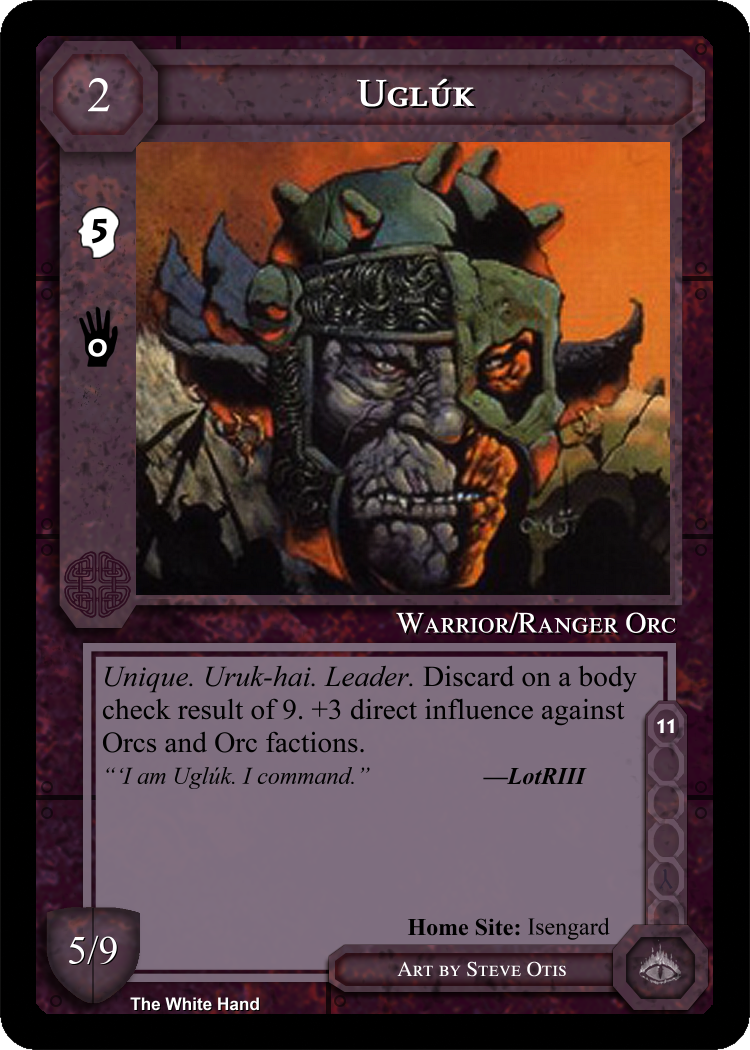 2
Uglúk
5
0
Warrior/Ranger Orc
Unique. Uruk-hai. Leader. Discard on a body
check result of 9. +3 direct influence against
Orcs and Orc factions.
“‘I am Uglúk. I command.” —LotRIII
11
Home Site: Isengard
5/9
Art by Steve Otis
The White Hand